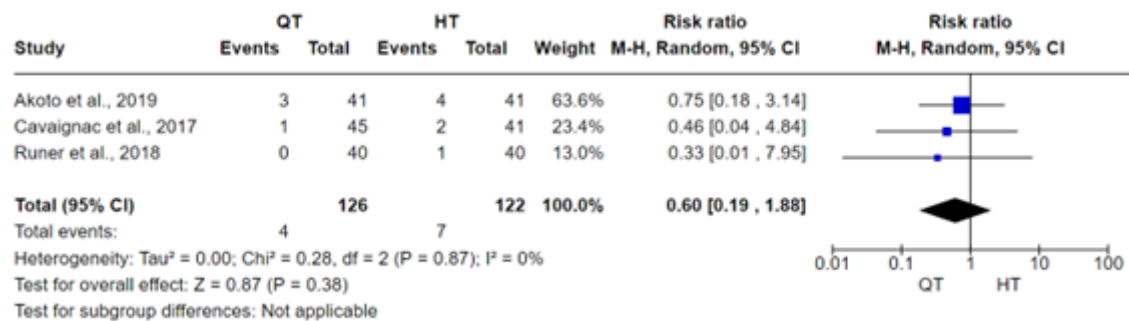 QT HT Risk ratio Risk ratio
Study Events Total Events Total Weight M-H, Random, 95% CI M-H, Random, 95% CI
Akoto et al., 2019 3 41 4 41 63.6% 0.75 [0.18 , 3.14]
Cavaignac et al., 2017 1 45 2 41 23.4% 0.46 [0.04 , 4.84]
Runer et al., 2018 0 40 1 40 13.0% 0.33 [0.01 , 7.95]
Total (95% CI) 126 122 100.0% 0.60 [0.19 , 1.88]
Total events: 4 7
Heterogeneity: Tau² = 0.00; Chi² = 0.28, df = 2 (P = 0.87); I² = 0%
0.01 0.1 1 10 100
Test for overall effect: Z = 0.87 (P = 0.38)
QT HT
Test for subgroup differences: Not applicable